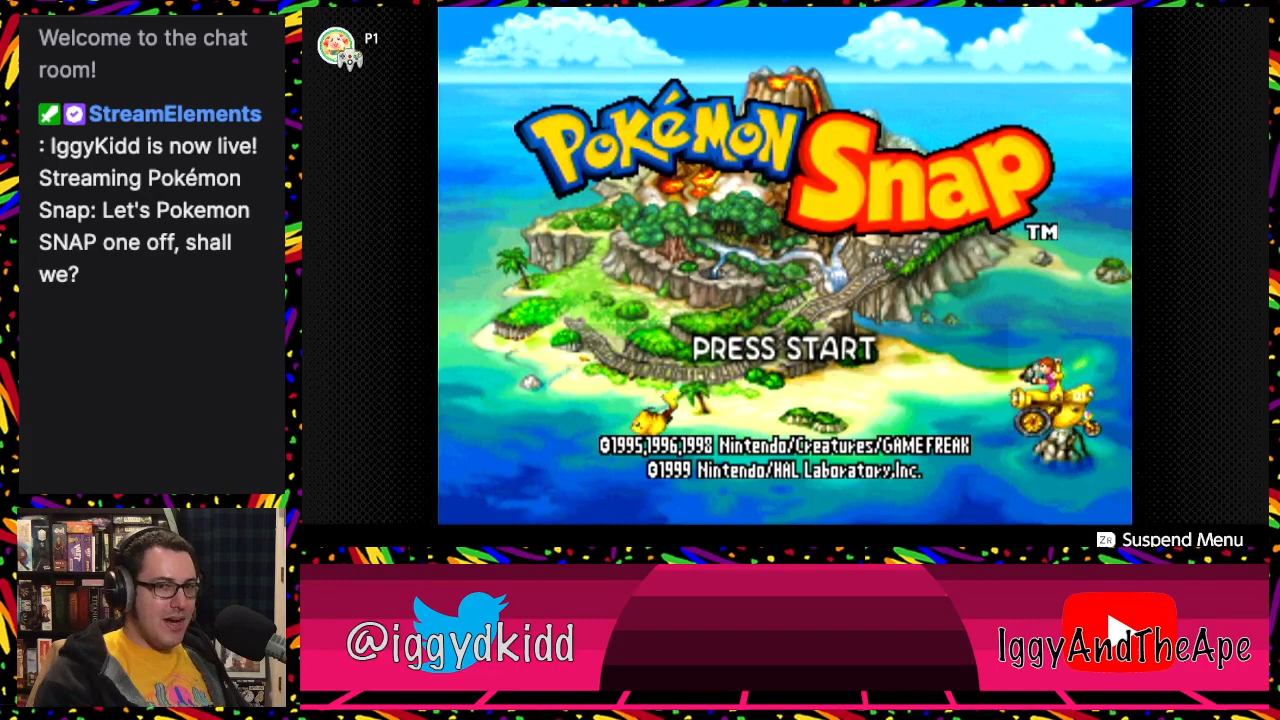 Welcome to the chat
room!
StreamElements
: IggyKidd is now live!
Streaming Pokémon
Snap: Let's Pokemon
SNAP one off, shall
we?
P1
POKéMON
Snap
TM
PRESS START
©1995,1996,1998 Nintendo/Creatures/GAMEFREAK
©1999 Nintendo/HAL Laboratory,Inc.
ZR Suspend Menu
@iggydkidd
IggyAndTheApe